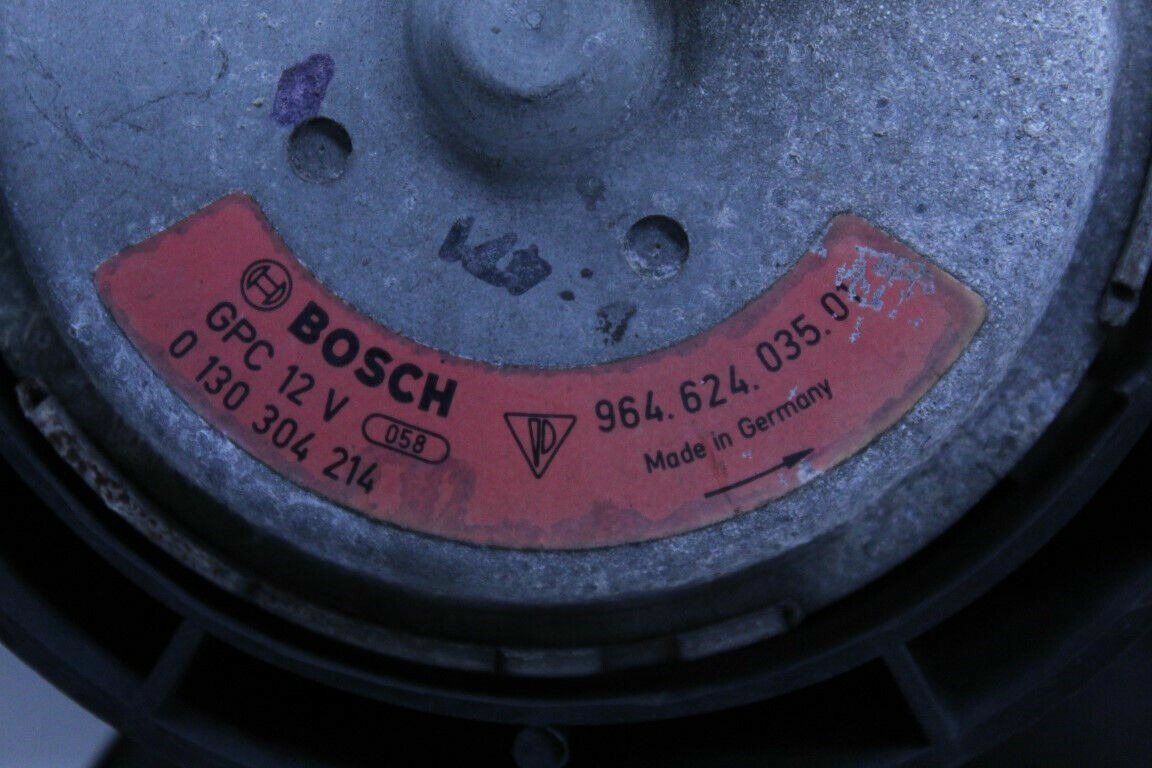 BOSCH
GPC 12 V 058
0 130 304 214
964.624.035.0
Made in Germany